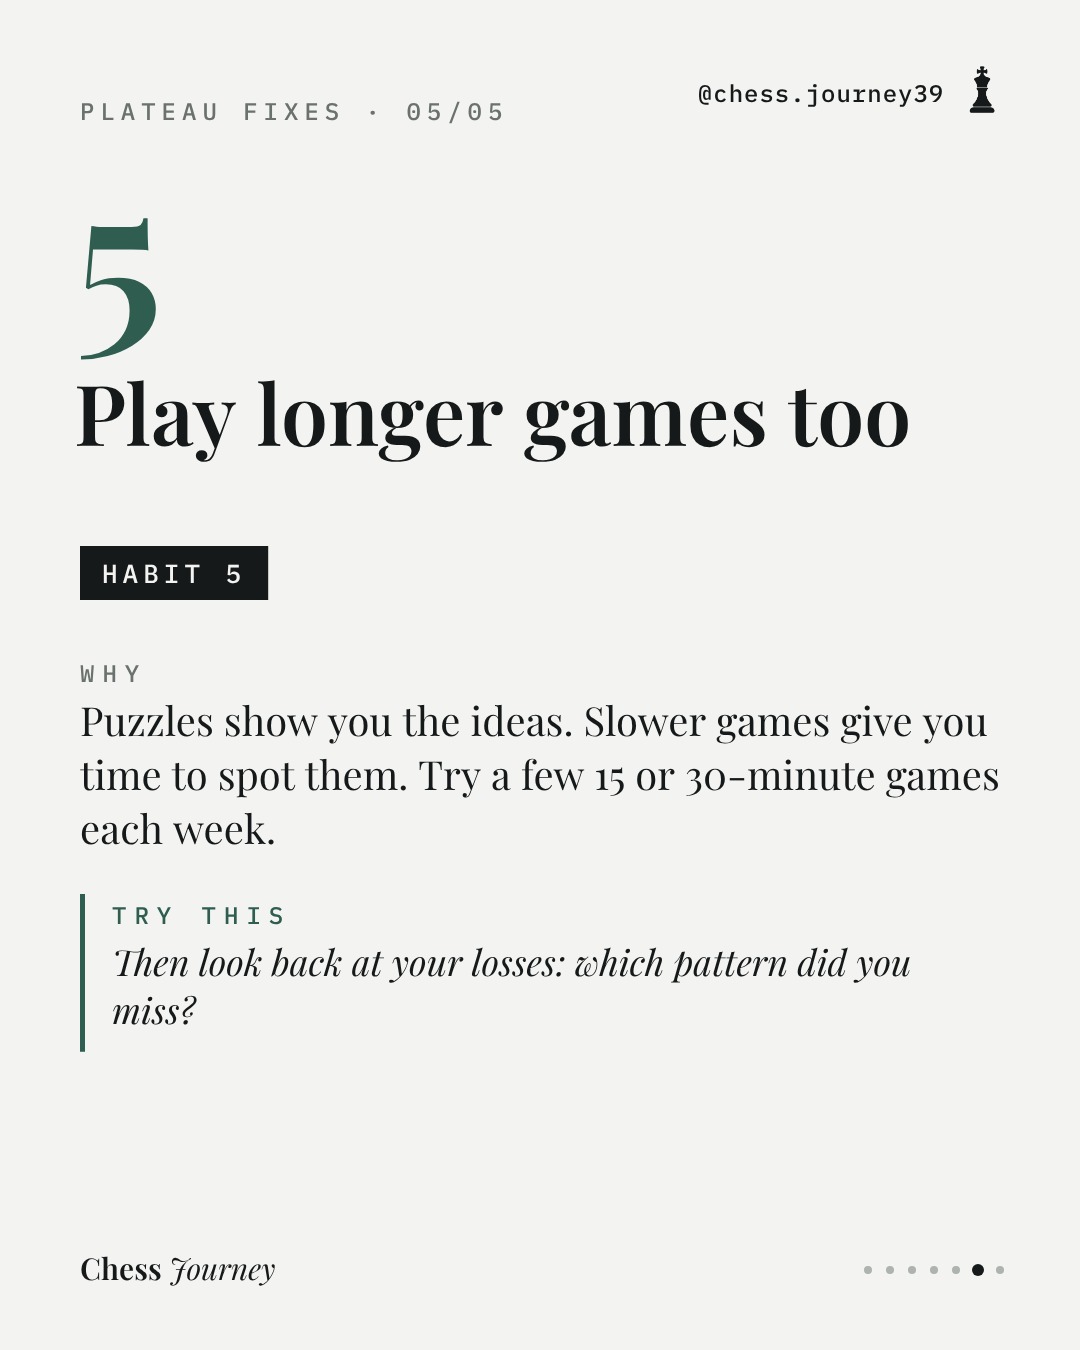 PLATEAU FIXES · 05/05
@chess.journey39
5
Play longer games too
HABIT 5
WHY
Puzzles show you the ideas. Slower games give you
time to spot them. Try a few 15 or 30-minute games
each week.
TRY THIS
Then look back at your losses: which pattern did you
miss?
Chess Journey